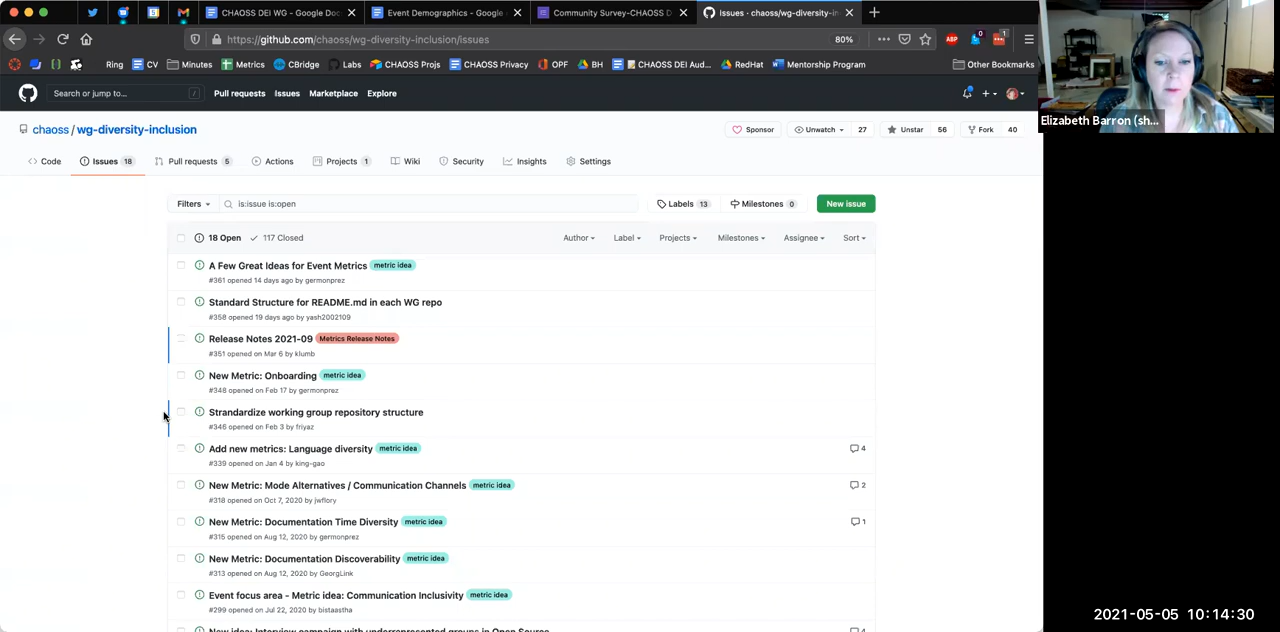 CHAOSS DEI WG - Google Doc
Event Demographics - Google
Community Survey-CHAOSS D
Issues · chaoss/wg-diversity-in
https://github.com/chaoss/wg-diversity-inclusion/issues
80%
Ring CV Minutes Metrics CBridge Labs CHAOSS Projs CHAOSS Privacy OPF BH CHAOSS DEI Aud... RedHat Mentorship Program Other Bookmarks
Search or jump to... / Pull requests Issues Marketplace Explore
Elizabeth Barron (sh...
chaoss / wg-diversity-inclusion
Sponsor Unwatch 27 Unstar 56 Fork 40
Code Issues 18 Pull requests 5 Actions Projects 1 Wiki Security Insights Settings
Filters is:issue is:open Labels 13 Milestones 0 New issue
18 Open 117 Closed Author Label Projects Milestones Assignee Sort
A Few Great Ideas for Event Metrics metric idea
#361 opened 14 days ago by germonprez
Standard Structure for README.md in each WG repo
#358 opened 19 days ago by yash2002109
Release Notes 2021-09 Metrics Release Notes
#351 opened on Mar 6 by klumb
New Metric: Onboarding metric idea
#348 opened on Feb 17 by germonprez
Strandardize working group repository structure
#346 opened on Feb 3 by friyaz
Add new metrics: Language diversity metric idea 4
#339 opened on Jan 4 by king-gao
New Metric: Mode Alternatives / Communication Channels metric idea 2
#318 opened on Oct 7, 2020 by jwflory
New Metric: Documentation Time Diversity metric idea 1
#315 opened on Aug 12, 2020 by germonprez
New Metric: Documentation Discoverability metric idea
#313 opened on Aug 12, 2020 by GeorgLink
Event focus area - Metric idea: Communication Inclusivity metric idea
#299 opened on Jul 22, 2020 by bistaastha
New idea: Interview campaign with underrepresented groups in Open Source
2021-05-05 10:14:30